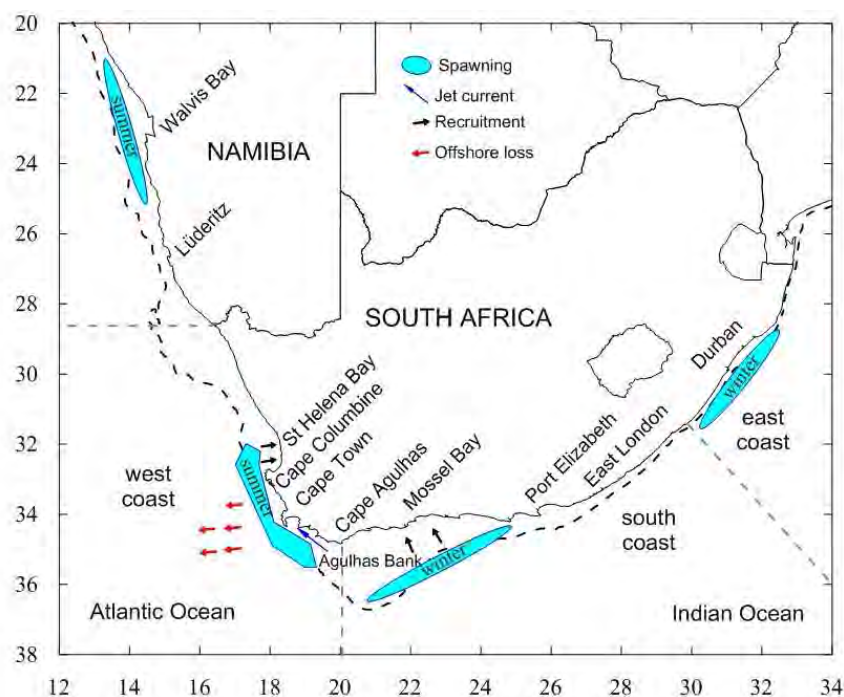 20
22
24
26
28
30
32
34
36
38
12
14
16
18
20
22
24
26
28
30
32
34
Spawning
Jet current
Recruitment
Offshore loss
summer
Walvis Bay
NAMIBIA
Lüderitz
SOUTH AFRICA
St Helena Bay
Cape Columbine
Cape Town
Cape Agulhas
Mossel Bay
Port Elizabeth
East London
Durban
winter
east
coast
west
coast
summer
Agulhas Bank
winter
south
coast
Atlantic Ocean
Indian Ocean